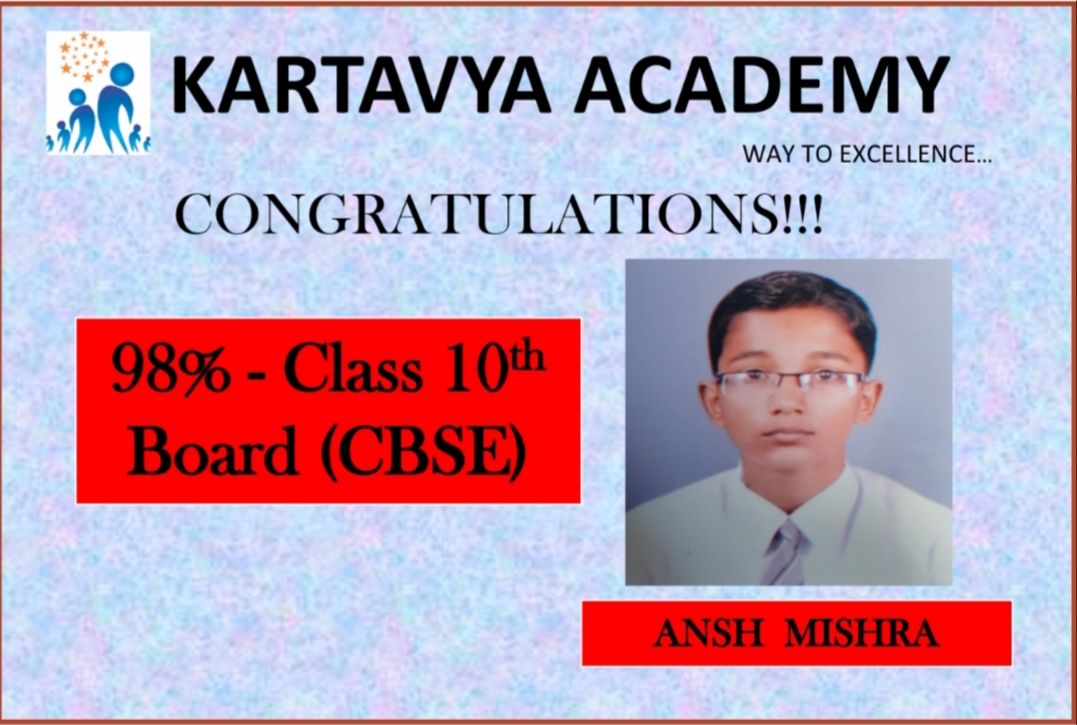 KARTAVYA ACADEMY
WAY TO EXCELLENCE...
CONGRATULATIONS!!!
98% - Class 10th
Board (CBSE)
ANSH MISHRA